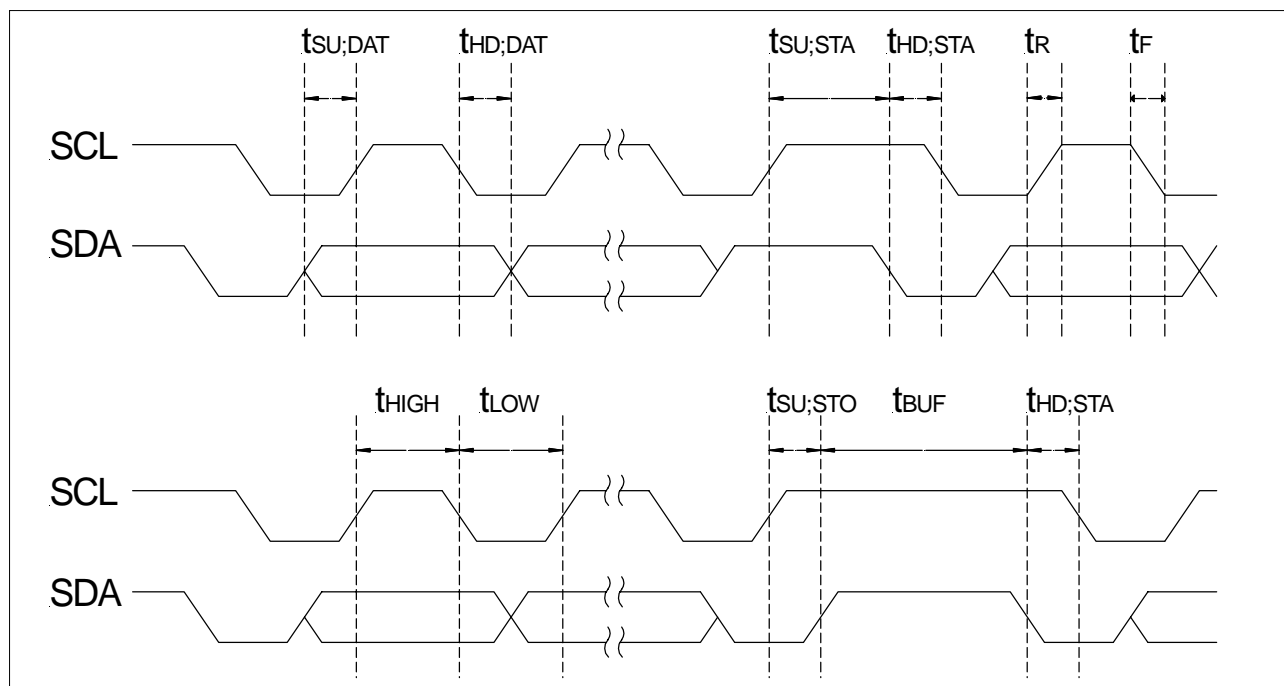 tSU;DAT tHD;DAT tSU;STA tHD;STA tR tF
SCL
SDA
tHIGH tLOW tSU;STO tBUF tHD;STA
SCL
SDA